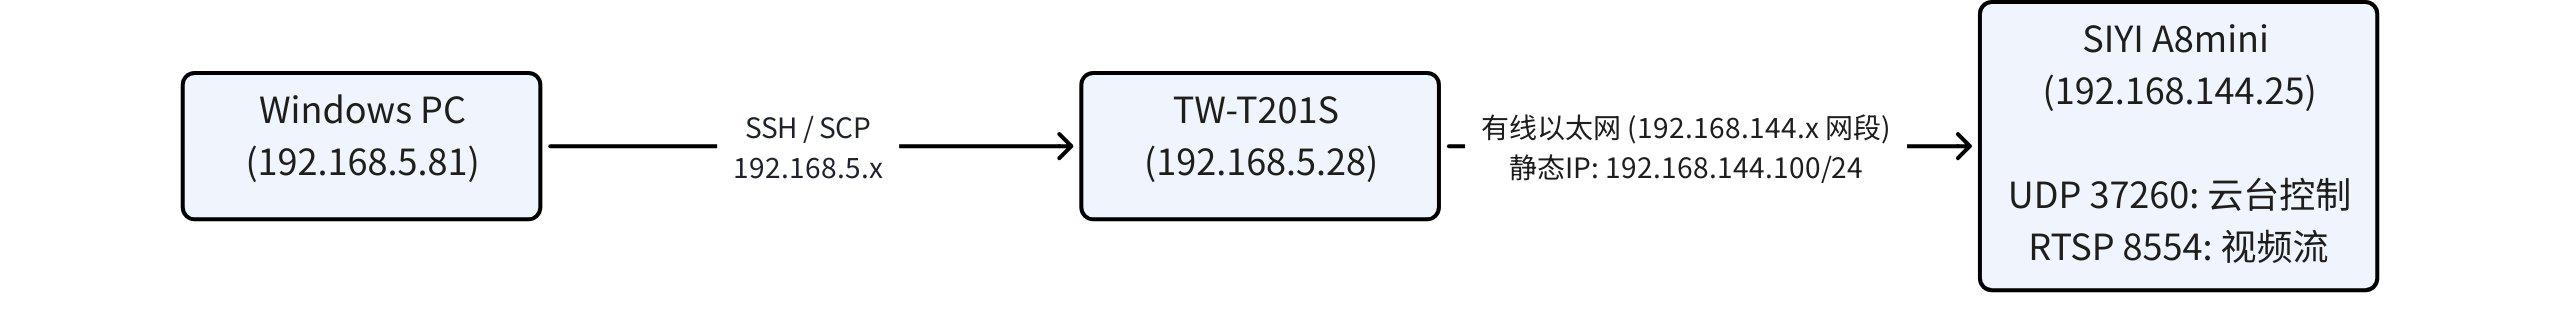 Windows PC
(192.168.5.81)
SSH / SCP
192.168.5.x
TW-T201S
(192.168.5.28)
有线以太网 (192.168.144.x 网段)
静态IP: 192.168.144.100/24
SIYI A8mini
(192.168.144.25)
UDP 37260: 云台控制
RTSP 8554: 视频流